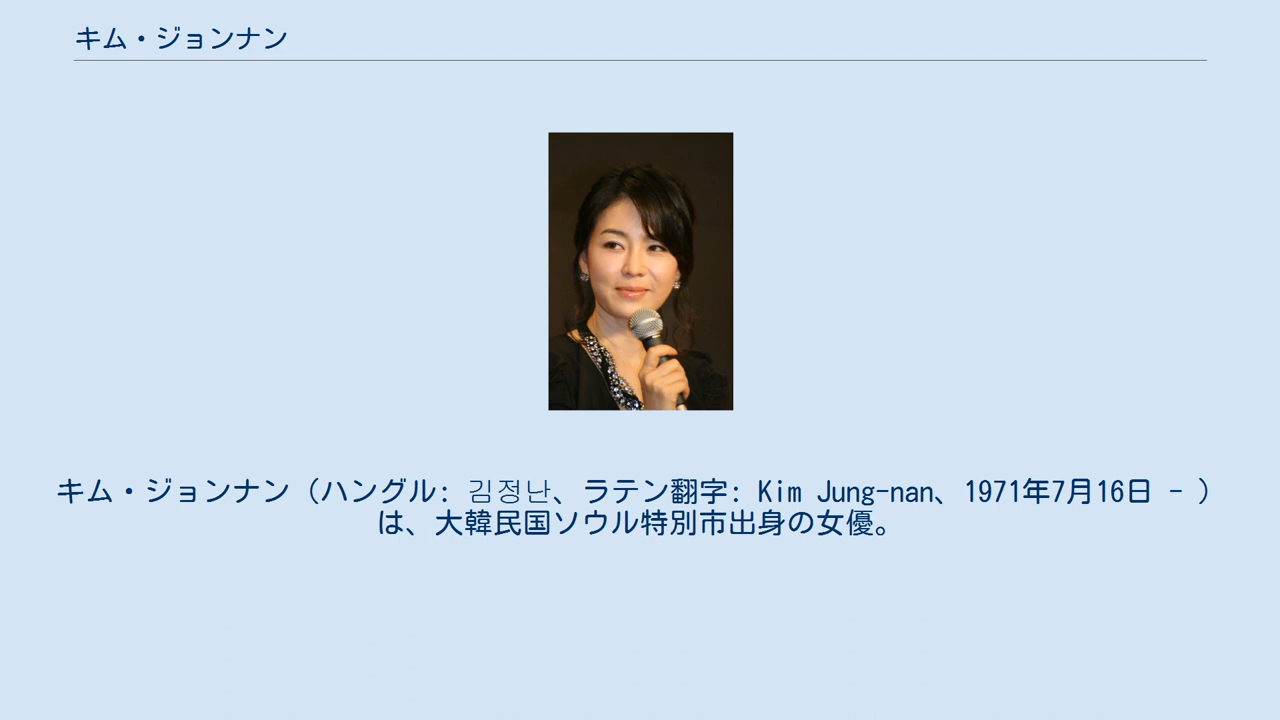 キム・ジョンナン
キム・ジョンナン（ハングル: 김정난、ラテン翻字: Kim Jung-nan、1971年7月16日 - ）
は、大韓民国ソウル特別市出身の女優。